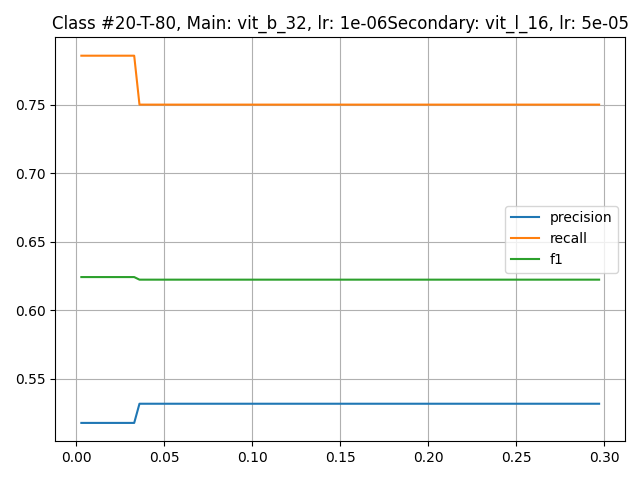 Class #20-T-80, Main: vit_b_32, lr: 1e-06Secondary: vit_l_16, lr: 5e-05
0.75
0.70
0.65
0.60
0.55
precision
recall
f1
0.00 0.05 0.10 0.15 0.20 0.25 0.30